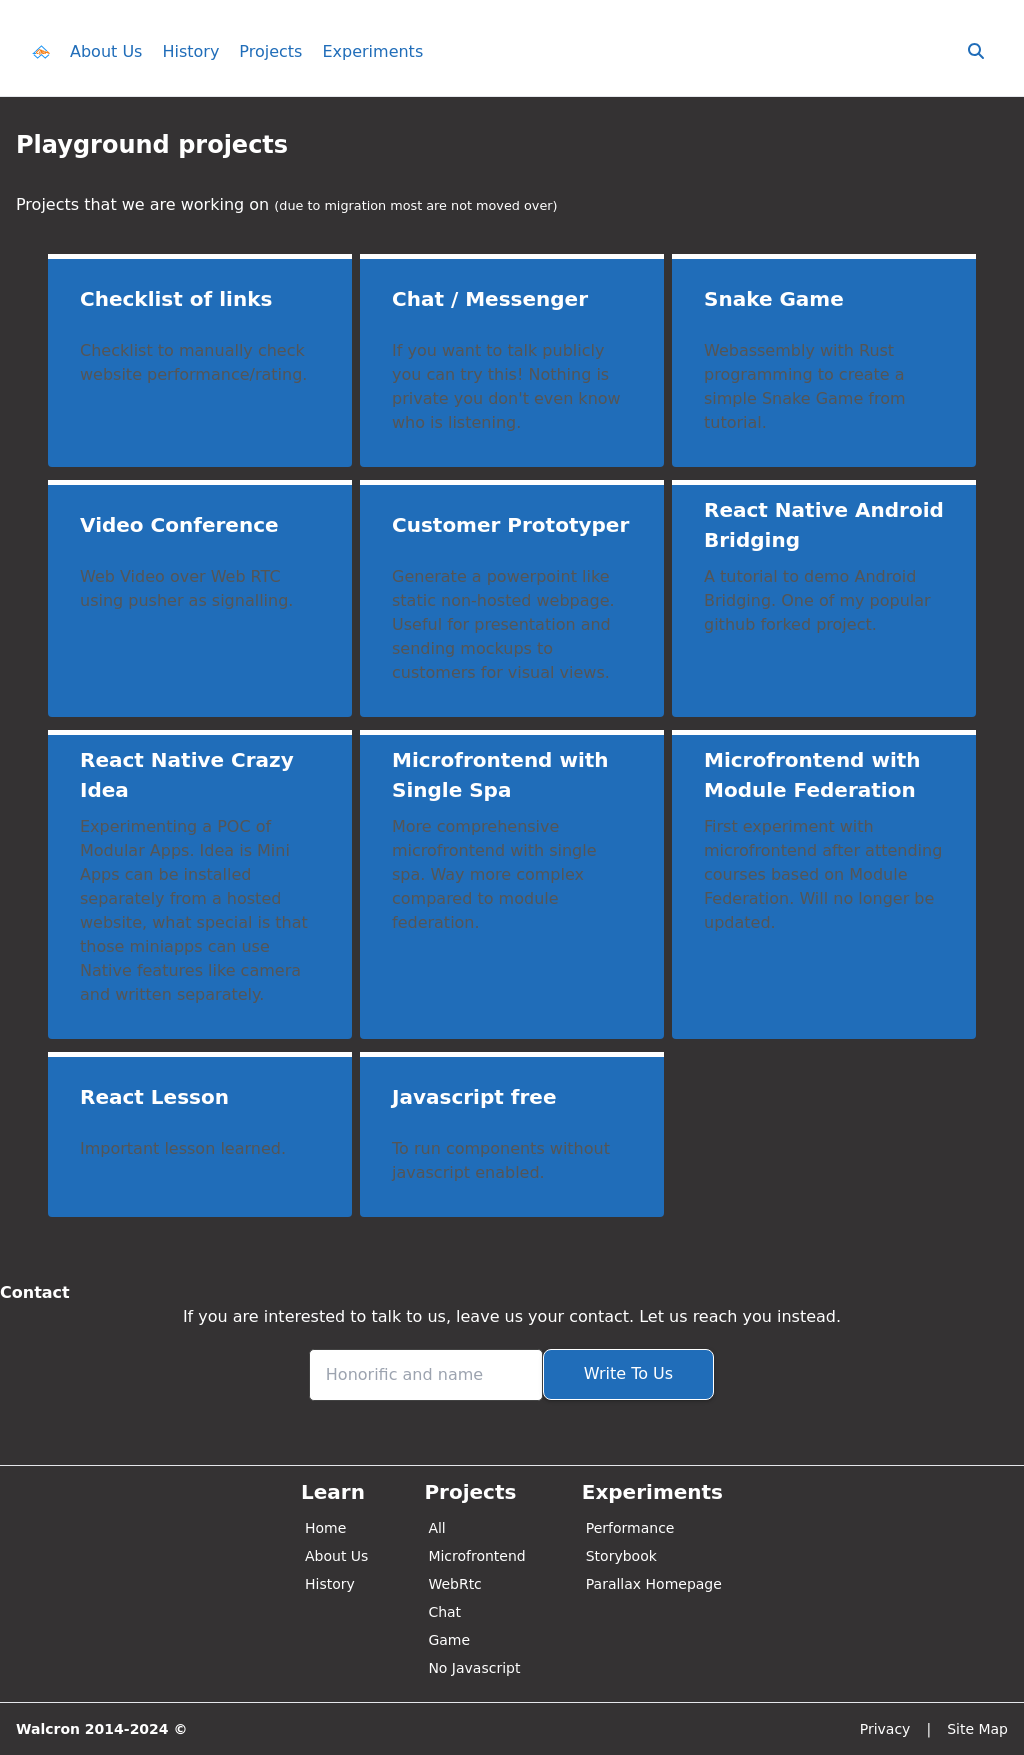 About Us History Projects Experiments
Playground projects
Projects that we are working on (due to migration most are not moved over)
Checklist of links
Checklist to manually check
website performance/rating.
Chat / Messenger
If you want to talk publicly
you can try this! Nothing is
private you don't even know
who is listening.
Snake Game
Webassembly with Rust
programming to create a
simple Snake Game from
tutorial.
Video Conference
Web Video over Web RTC
using pusher as signalling.
Customer Prototyper
Generate a powerpoint like
static non-hosted webpage.
Useful for presentation and
sending mockups to
customers for visual views.
React Native Android
Bridging
A tutorial to demo Android
Bridging. One of my popular
github forked project.
React Native Crazy
Idea
Experimenting a POC of
Modular Apps. Idea is Mini
Apps can be installed
separately from a hosted
website, what special is that
those miniapps can use
Native features like camera
and written separately.
Microfrontend with
Single Spa
More comprehensive
microfrontend with single
spa. Way more complex
compared to module
federation.
Microfrontend with
Module Federation
First experiment with
microfrontend after attending
courses based on Module
Federation. Will no longer be
updated.
React Lesson
Important lesson learned.
Javascript free
To run components without
javascript enabled.
Contact
If you are interested to talk to us, leave us your contact. Let us reach you instead.
Honorific and name
Write To Us
Learn
Home
About Us
History
Projects
All
Microfrontend
WebRtc
Chat
Game
No Javascript
Experiments
Performance
Storybook
Parallax Homepage
Walcron 2014-2024 ©
Privacy | Site Map